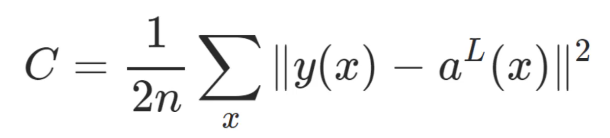 C = \frac{1}{2n} \sum_{x} \|y(x) - a^{L}(x)\|^{2}